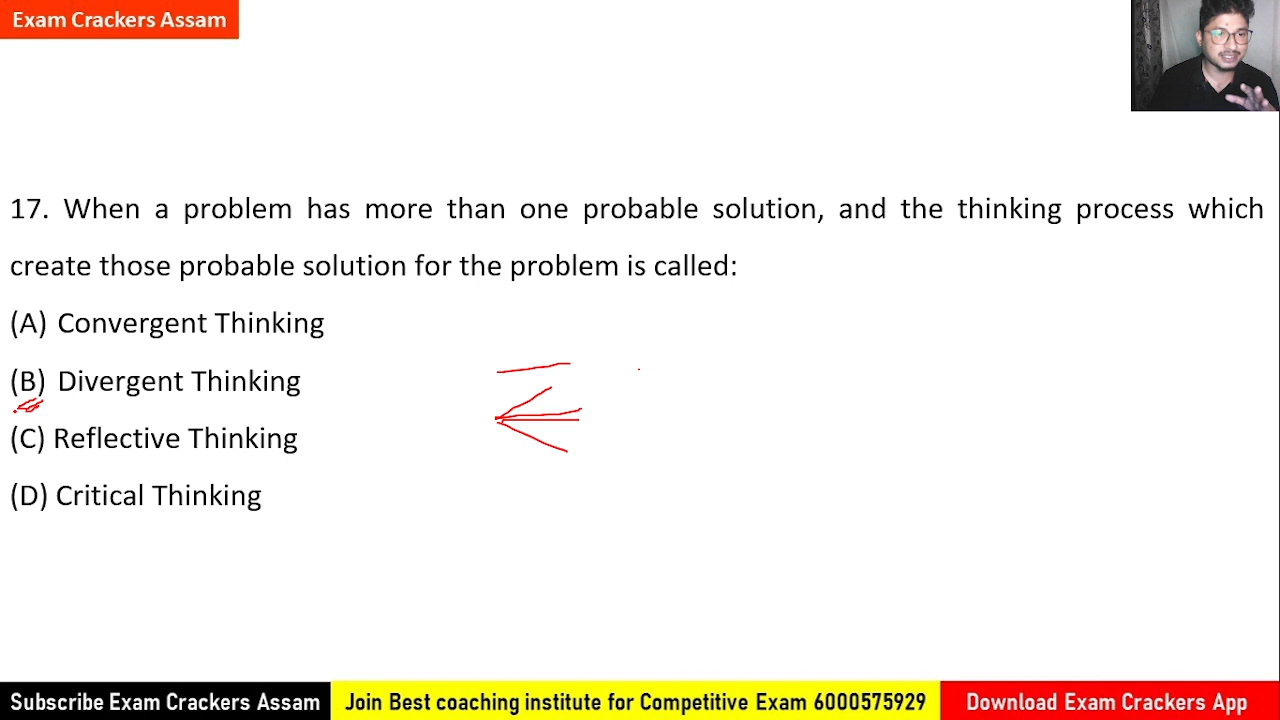 Exam Crackers Assam
17. When a problem has more than one probable solution, and the thinking process which
create those probable solution for the problem is called:
(A) Convergent Thinking
(B) Divergent Thinking
(C) Reflective Thinking
(D) Critical Thinking
Subscribe Exam Crackers Assam
Join Best coaching institute for Competitive Exam 6000575929
Download Exam Crackers App